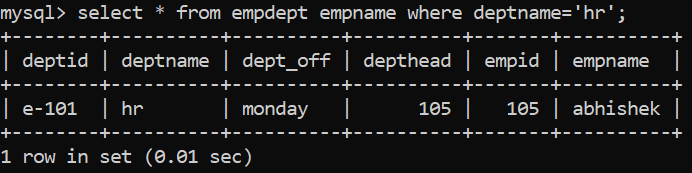 mysql> select * from empdept empname where deptname='hr';
+--------+----------+----------+----------+-------+----------+
| deptid | deptname | dept_off | depthead | empid | empname  |
+--------+----------+----------+----------+-------+----------+
| e-101  | hr       | monday   |      105 |   105 | abhishek |
+--------+----------+----------+----------+-------+----------+
1 row in set (0.01 sec)